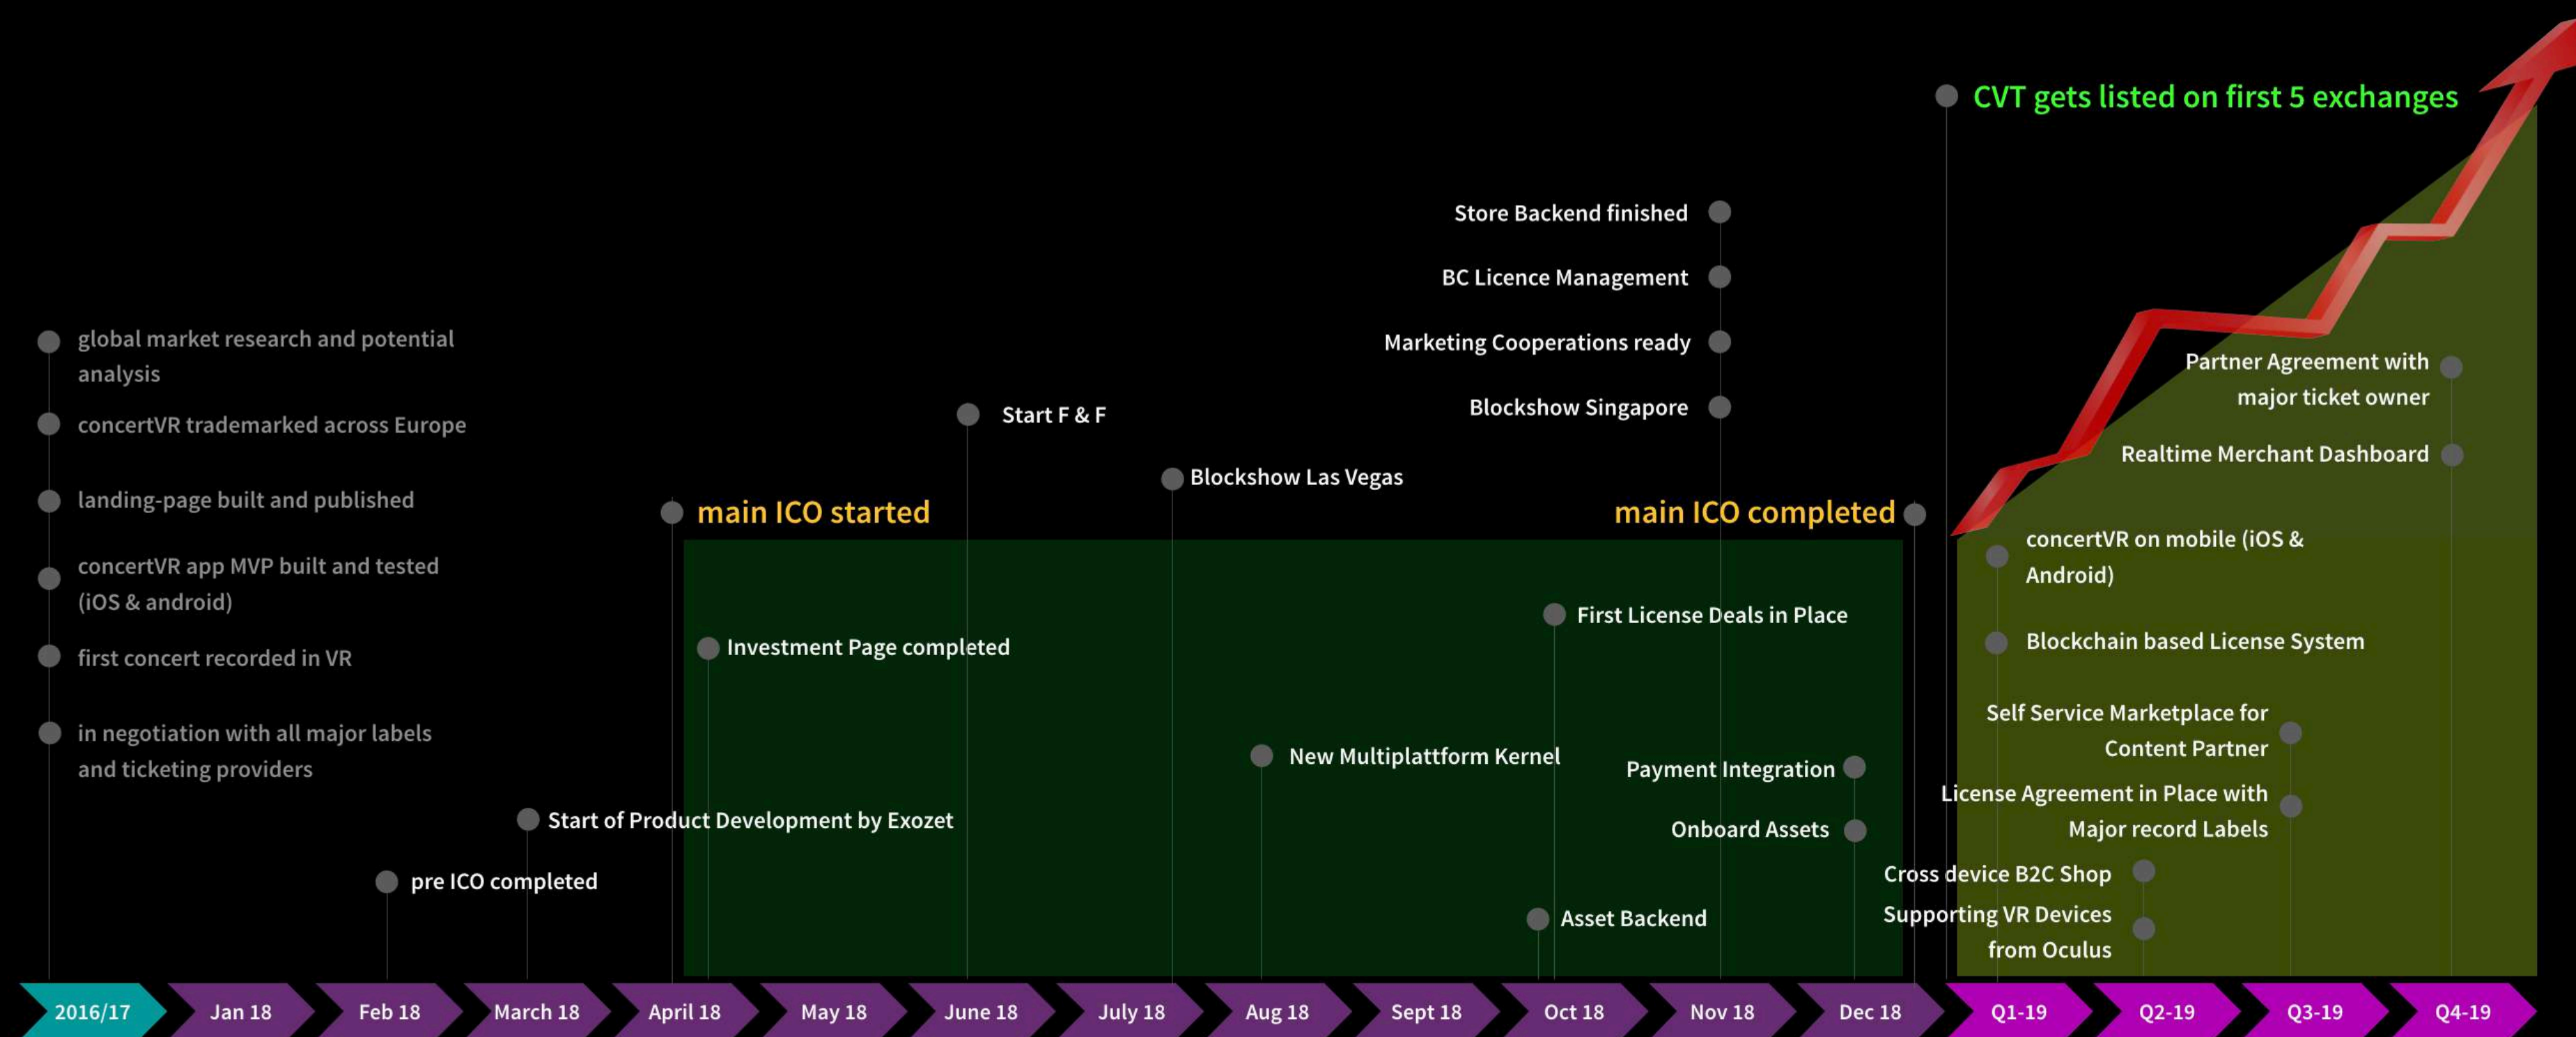 CVT gets listed on first 5 exchanges
Store Backend finished
BC Licence Management
Marketing Cooperations ready
Blockshow Singapore
global market research and potential
analysis
concertVR trademarked across Europe
landing-page built and published
concertVR app MVP built and tested
(iOS & android)
first concert recorded in VR
in negotiation with all major labels
and ticketing providers
Start F & F
Blockshow Las Vegas
main ICO started
main ICO completed
Partner Agreement with
major ticket owner
Realtime Merchant Dashboard
concertVR on mobile (iOS &
Android)
Blockchain based License System
Investment Page completed
First License Deals in Place
New Multiplattform Kernel
Payment Integration
Onboard Assets
Self Service Marketplace for
Content Partner
License Agreement in Place with
Major record Labels
Start of Product Development by Exozet
pre ICO completed
Asset Backend
Cross device B2C Shop
Supporting VR Devices
from Oculus
2016/17
Jan 18
Feb 18
March 18
April 18
May 18
June 18
July 18
Aug 18
Sept 18
Oct 18
Nov 18
Dec 18
Q1-19
Q2-19
Q3-19
Q4-19